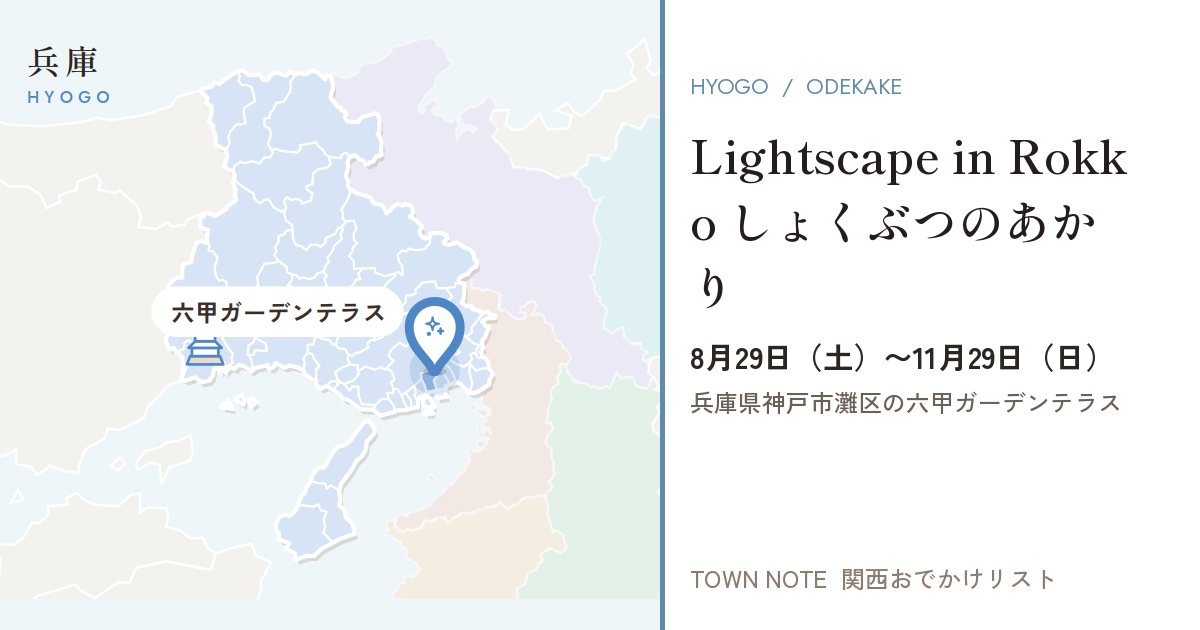 兵庫
HYOGO
六甲ガーデンテラス
HYOGO / ODEKAKE
Lightscape in Rokk
o しょくぶつのあか
り
8月29日（土）〜11月29日（日）
兵庫県神戸市灘区の六甲ガーデンテラス
TOWN NOTE 関西おでかけリスト